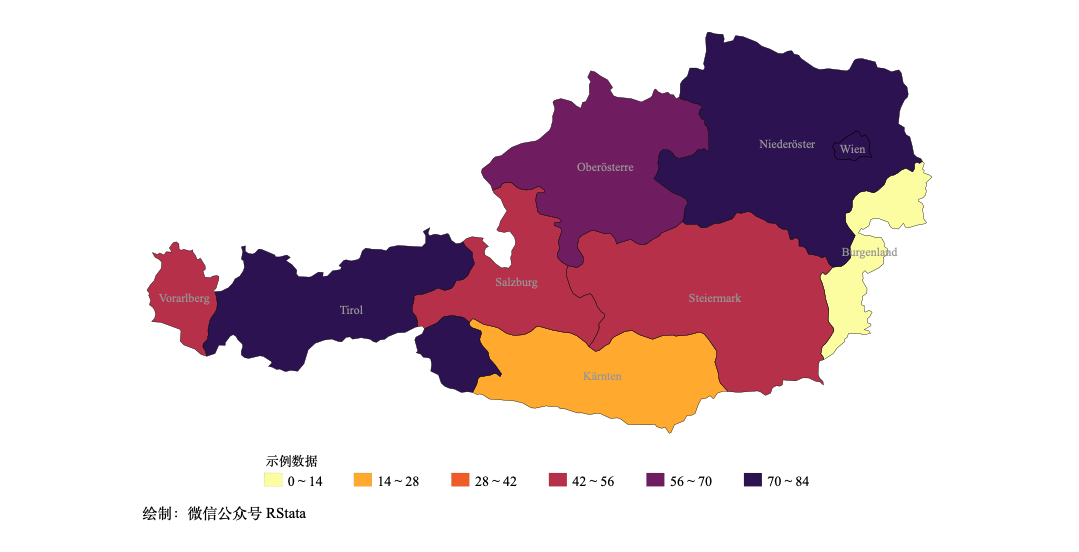 Niederöster
Wien
Oberösterre
Burgenland
Salzburg
Vorarlberg
Steiermark
Tirol
Kärnten
示例数据
0 ~ 14 14 ~ 28 28 ~ 42 42 ~ 56 56 ~ 70 70 ~ 84
绘制：微信公众号 RStata